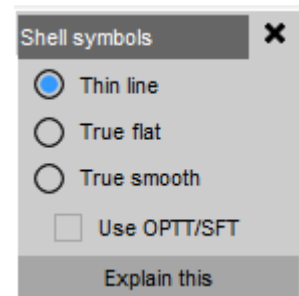 Shell symbols
Thin line
True flat
True smooth
Use OPTT/SFT
Explain this